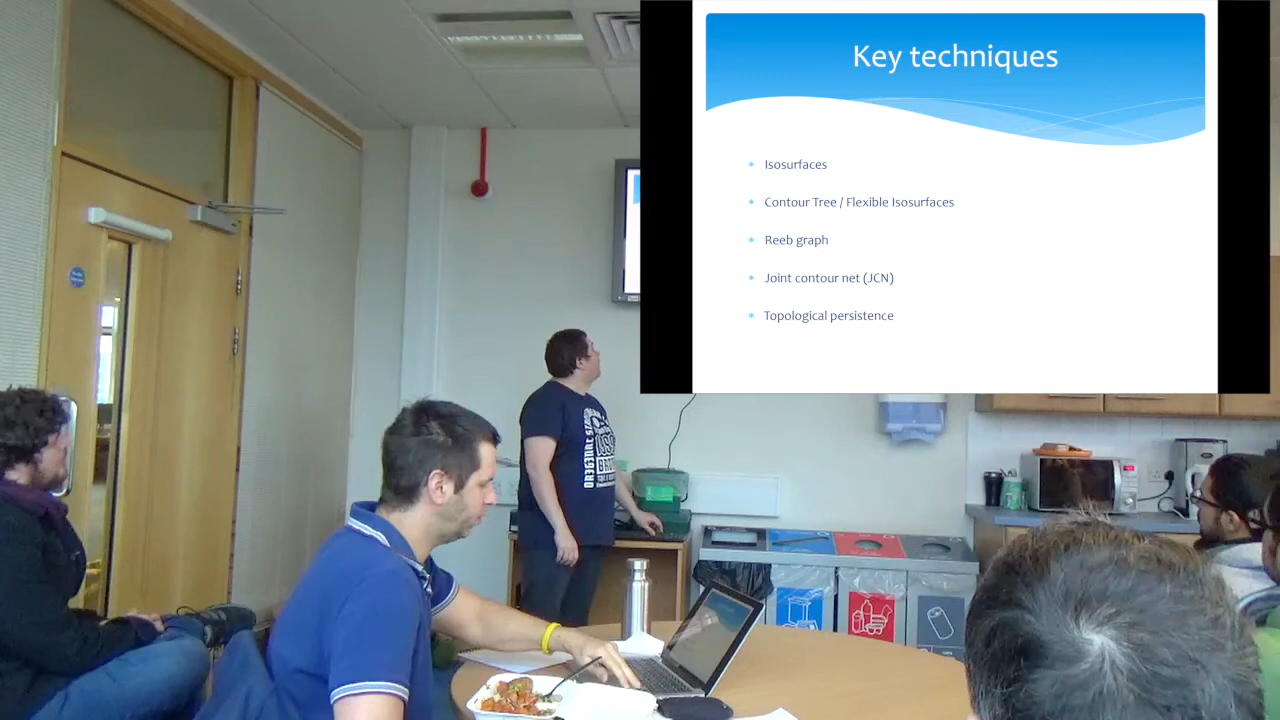 Key techniques
Isosurfaces
Contour Tree / Flexible Isosurfaces
Reeb graph
Joint contour net (JCN)
Topological persistence